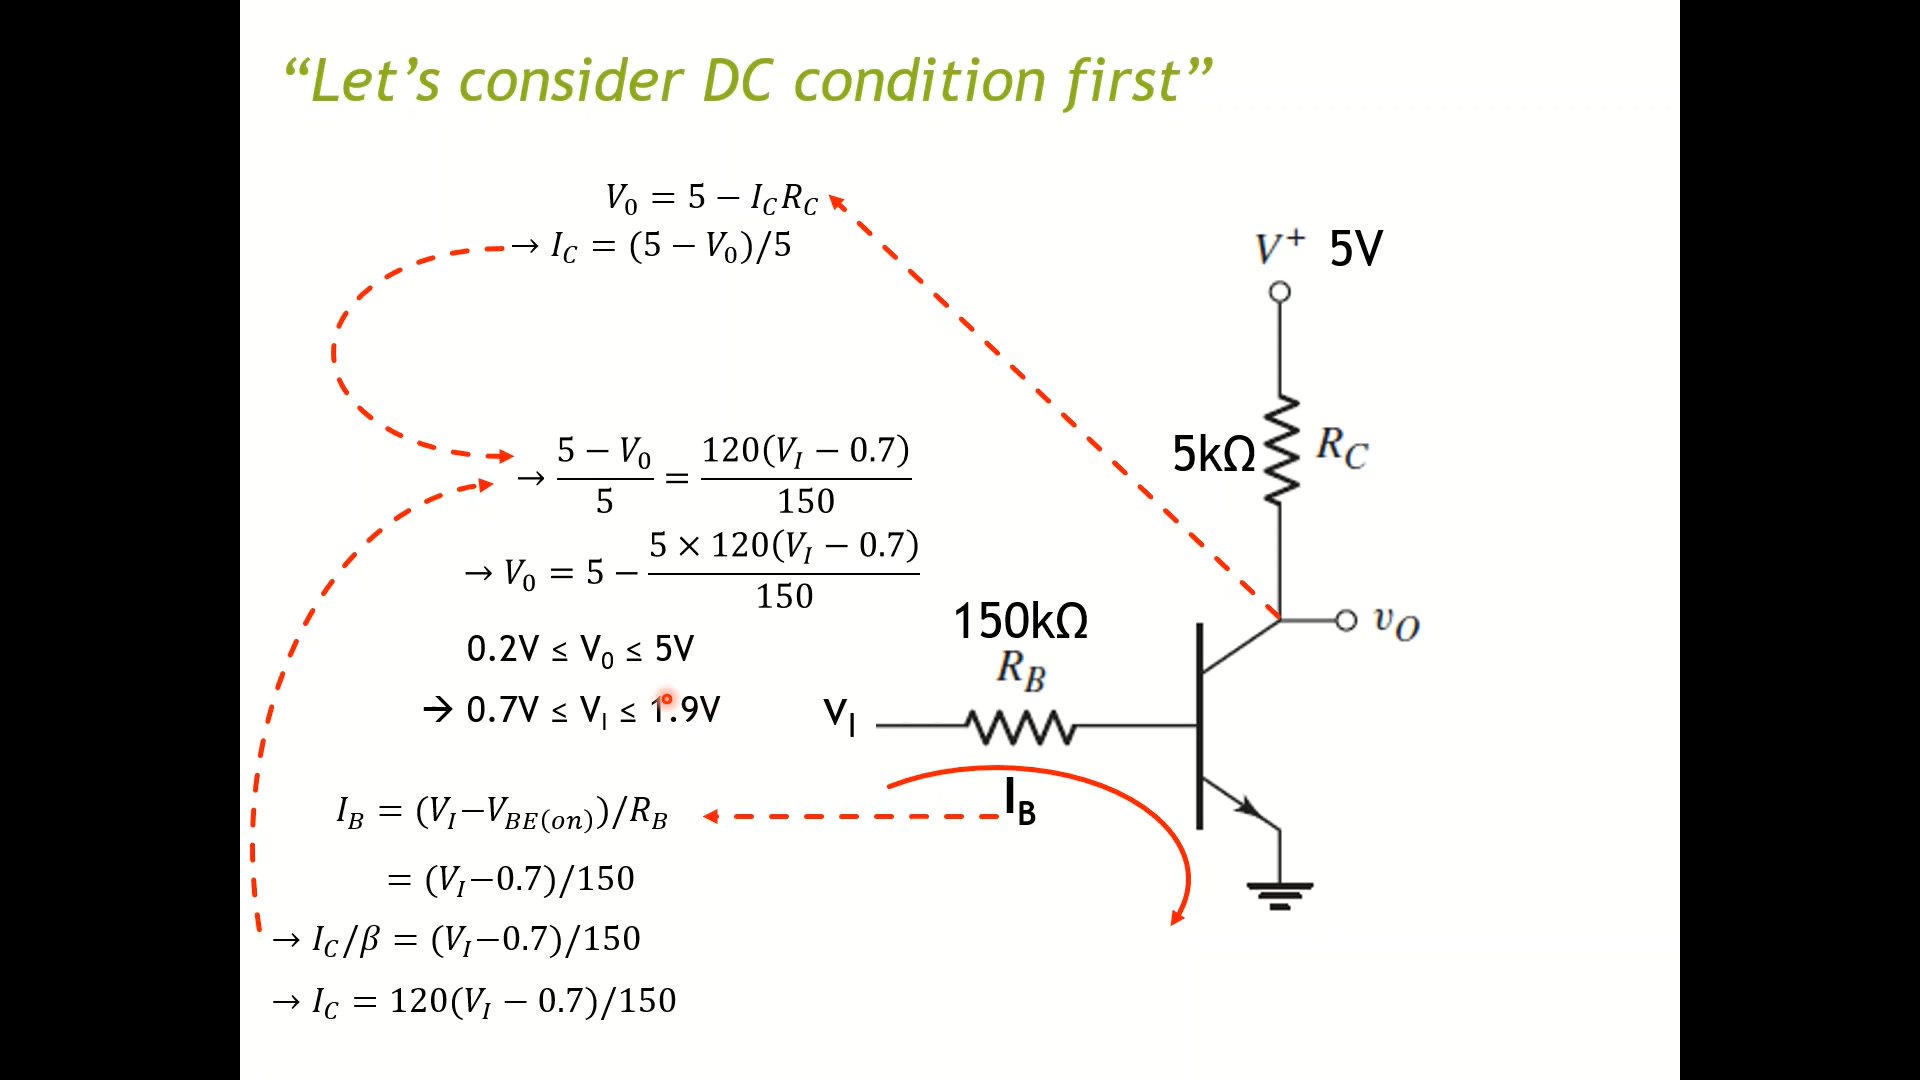 “Let’s consider DC condition first”
V₀ = 5 − I_C R_C
→ I_C = (5 − V₀)/5
→ (5 − V₀)/5 = 120(V_I − 0.7)/150
→ V₀ = 5 − 5 × 120(V_I − 0.7)/150
0.2V ≤ V₀ ≤ 5V
→ 0.7V ≤ V_I ≤ 1.9V
I_B = (V_I−V_BE(on))/R_B
= (V_I−0.7)/150
→ I_C/β = (V_I−0.7)/150
→ I_C = 120(V_I − 0.7)/150
V⁺ 5V
5kΩ R_C
150kΩ
R_B
v_O
V_I
I_B